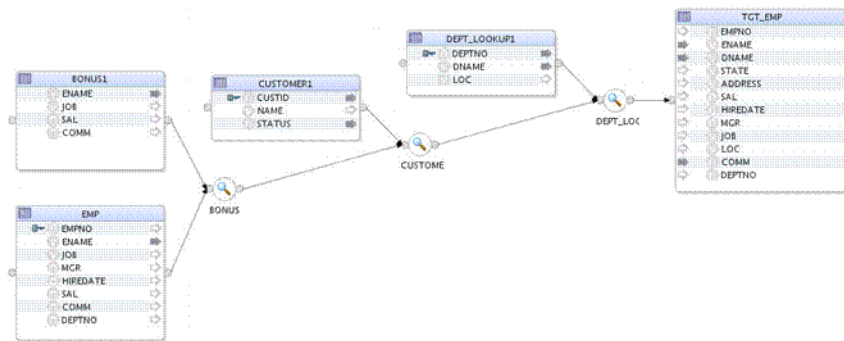 BONUS1
ENAME
JOB
SAL
COMM
EMP
EMPNO
ENAME
JOB
MGR
HIREDATE
SAL
COMM
DEPTNO
BONUS
CUSTOMER1
CUSTID
NAME
STATUS
CUSTOME
DEPT_LOOKUP1
DEPTNO
DNAME
LOC
DEPT_LOC
TGT_EMP
EMPNO
ENAME
DNAME
STATE
ADDRESS
SAL
HIREDATE
MGR
JOB
LOC
COMM
DEPTNO